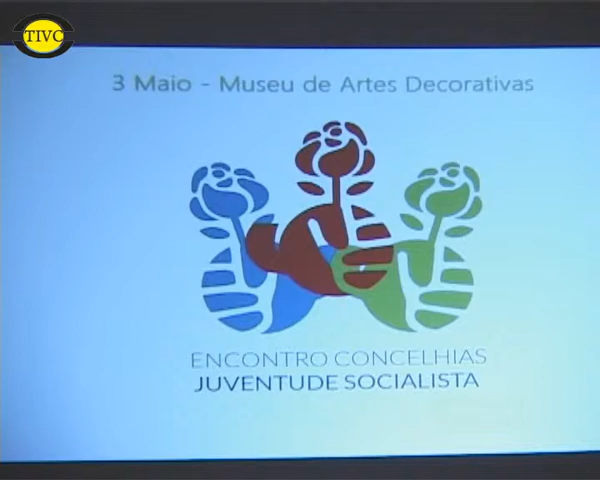 TIVC
3 Maio - Museu de Artes Decorativas
ENCONTRO CONCELHIAS
JUVENTUDE SOCIALISTA